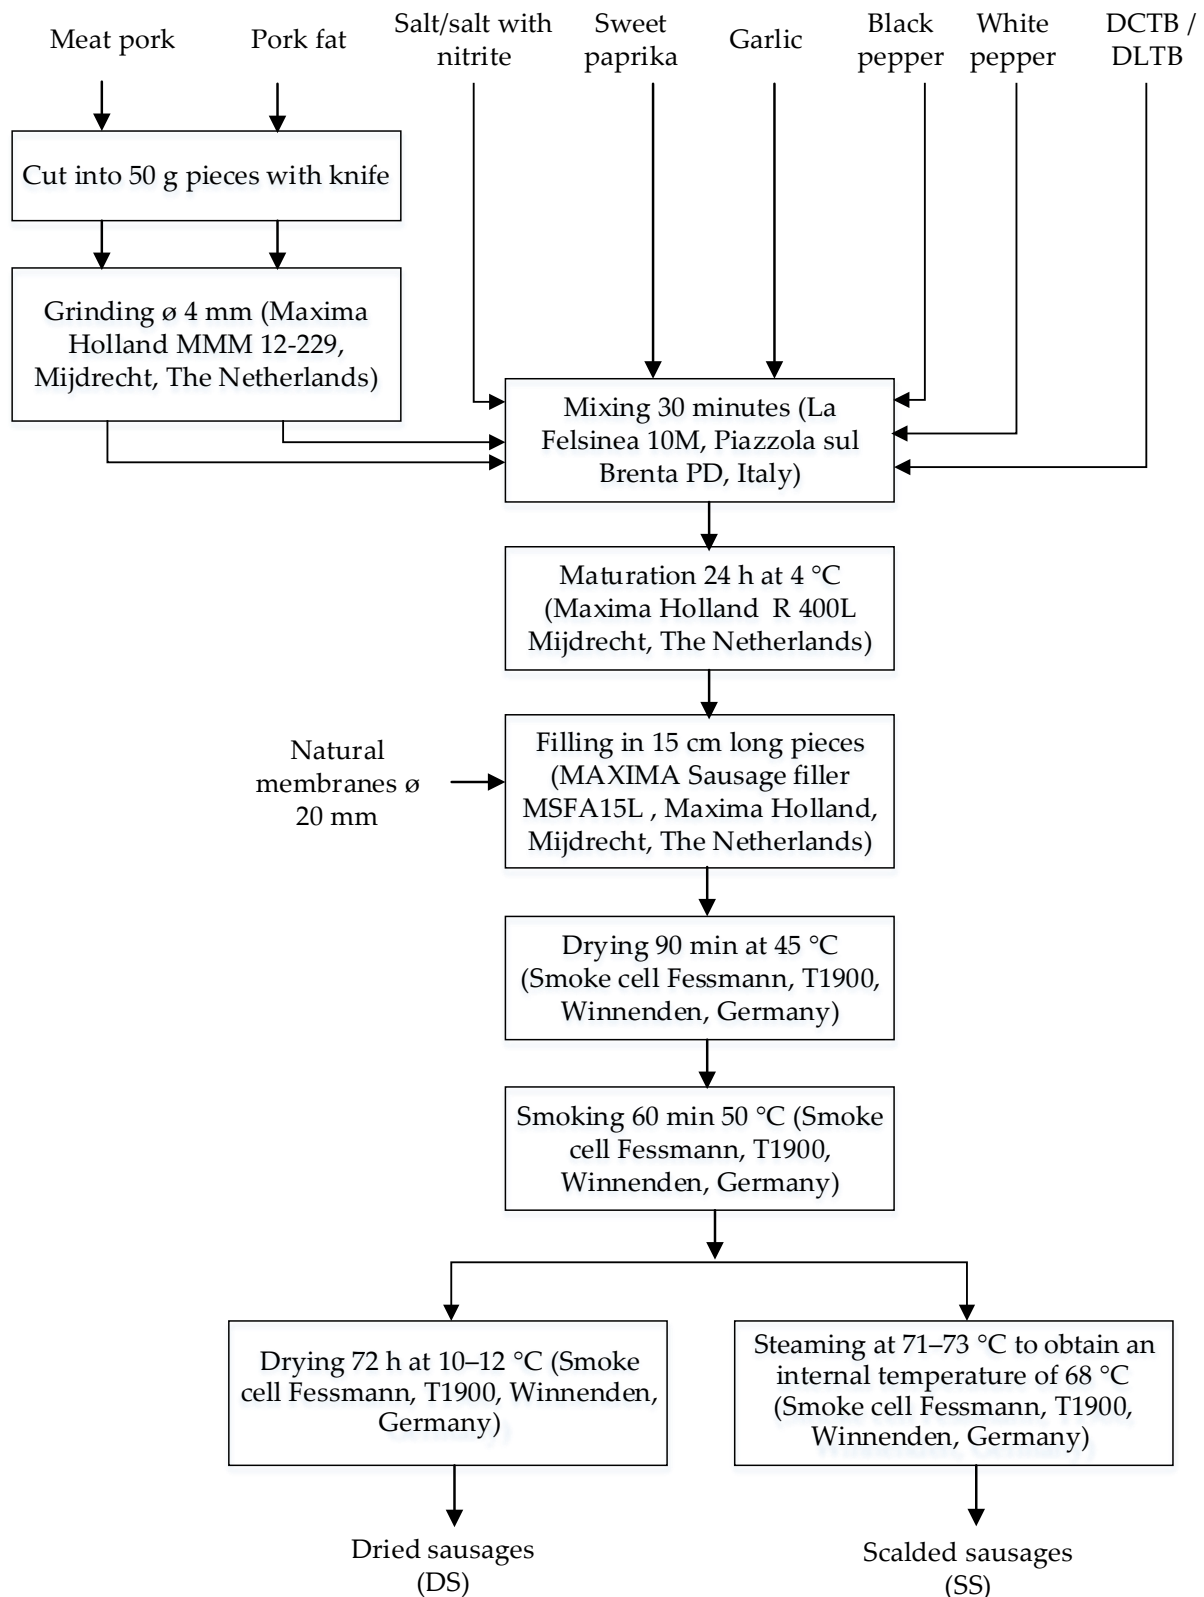 Meat pork
Pork fat
Salt/salt with
nitrite
Sweet
paprika
Garlic
Black
pepper
White
pepper
DCTB /
DLTB
Cut into 50 g pieces with knife
Grinding ø 4 mm (Maxima
Holland MMM 12-229,
Mijdrecht, The Netherlands)
Mixing 30 minutes (La
Felsinea 10M, Piazzola sul
Brenta PD, Italy)
Maturation 24 h at 4 °C
(Maxima Holland R 400L
Mijdrecht, The Netherlands)
Natural
membranes ø
20 mm
Filling in 15 cm long pieces
(MAXIMA Sausage filler
MSFA15L , Maxima Holland,
Mijdrecht, The Netherlands)
Drying 90 min at 45 °C
(Smoke cell Fessmann, T1900,
Winnenden, Germany)
Smoking 60 min 50 °C (Smoke
cell Fessmann, T1900,
Winnenden, Germany)
Drying 72 h at 10–12 °C (Smoke
cell Fessmann, T1900, Winnenden,
Germany)
Steaming at 71–73 °C to obtain an
internal temperature of 68 °C
(Smoke cell Fessmann, T1900,
Winnenden, Germany)
Dried sausages
(DS)
Scalded sausages
(SS)